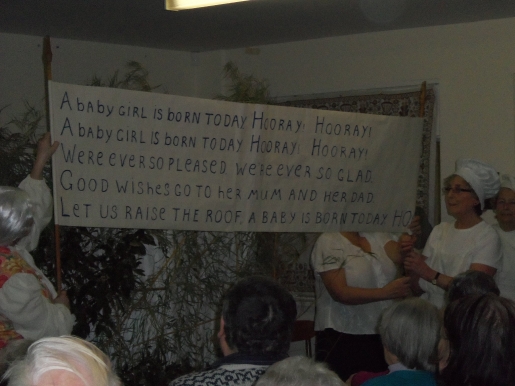 A BABY GIRL IS BORN TODAY. HOORAY! HOORAY!
A BABY GIRL IS BORN TODAY. HOORAY! HOORAY!
WERE EVER SO PLEASED. WERE EVER SO GLAD.
GOOD WISHES GO TO HER MUM AND HER DAD.
LET US RAISE THE ROOF, A BABY IS BORN TODAY. HO